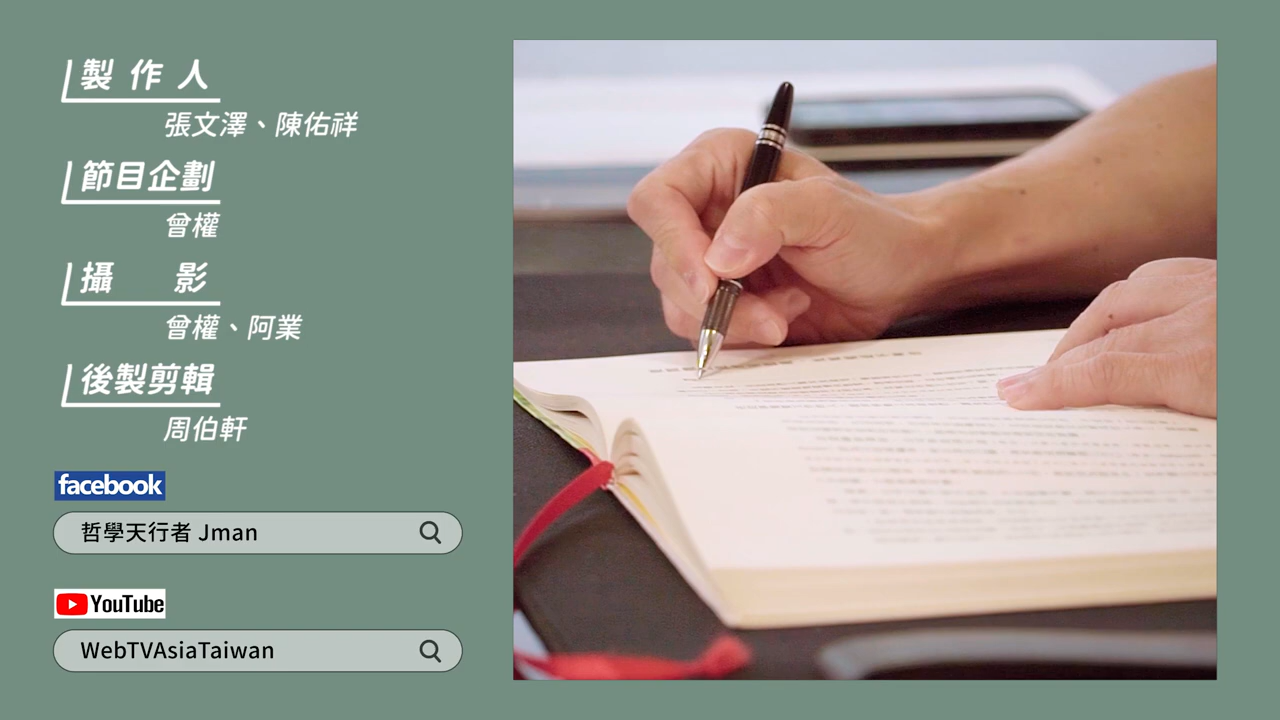 製作人
張文澤、陳佑祥
節目企劃
曾權
攝影
曾權、阿業
後製剪輯
周伯軒
facebook
哲學天行者 Jman
YouTube
WebTVAsiaTaiwan